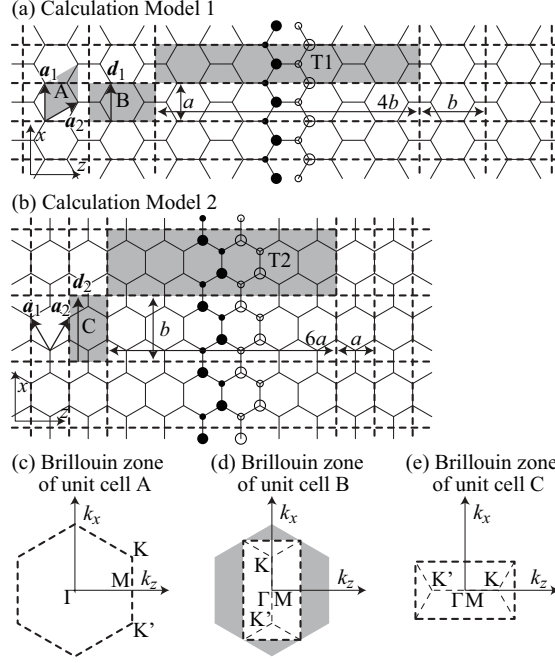 (a) Calculation Model 1
a1 A d1 B T1
a2 a 4b b
x
z
(b) Calculation Model 2
T2
a1 a2 d2 C b 6a a
x
z
(c) Brillouin zone of unit cell A
kx
K
M kz
Γ
K'
(d) Brillouin zone of unit cell B
kx
K
Γ M kz
K'
(e) Brillouin zone of unit cell C
kx
K' K kz
Γ M